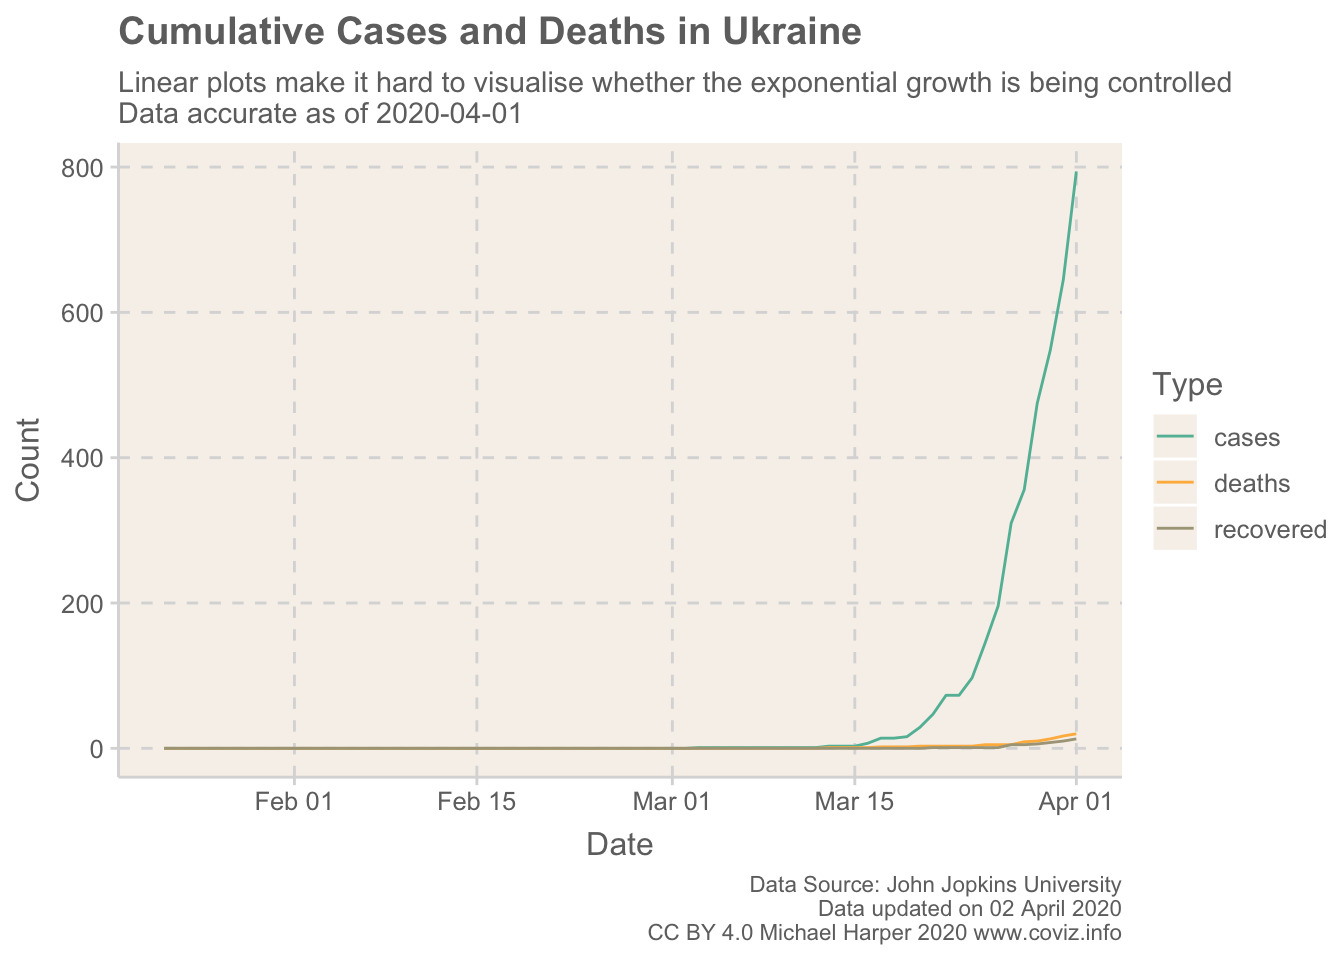 Cumulative Cases and Deaths in Ukraine
Linear plots make it hard to visualise whether the exponential growth is being controlled
Data accurate as of 2020-04-01
800
600
400
200
0
Count
Feb 01
Feb 15
Mar 01
Mar 15
Apr 01
Date
Type
cases
deaths
recovered
Data Source: John Jopkins University
Data updated on 02 April 2020
CC BY 4.0 Michael Harper 2020 www.coviz.info